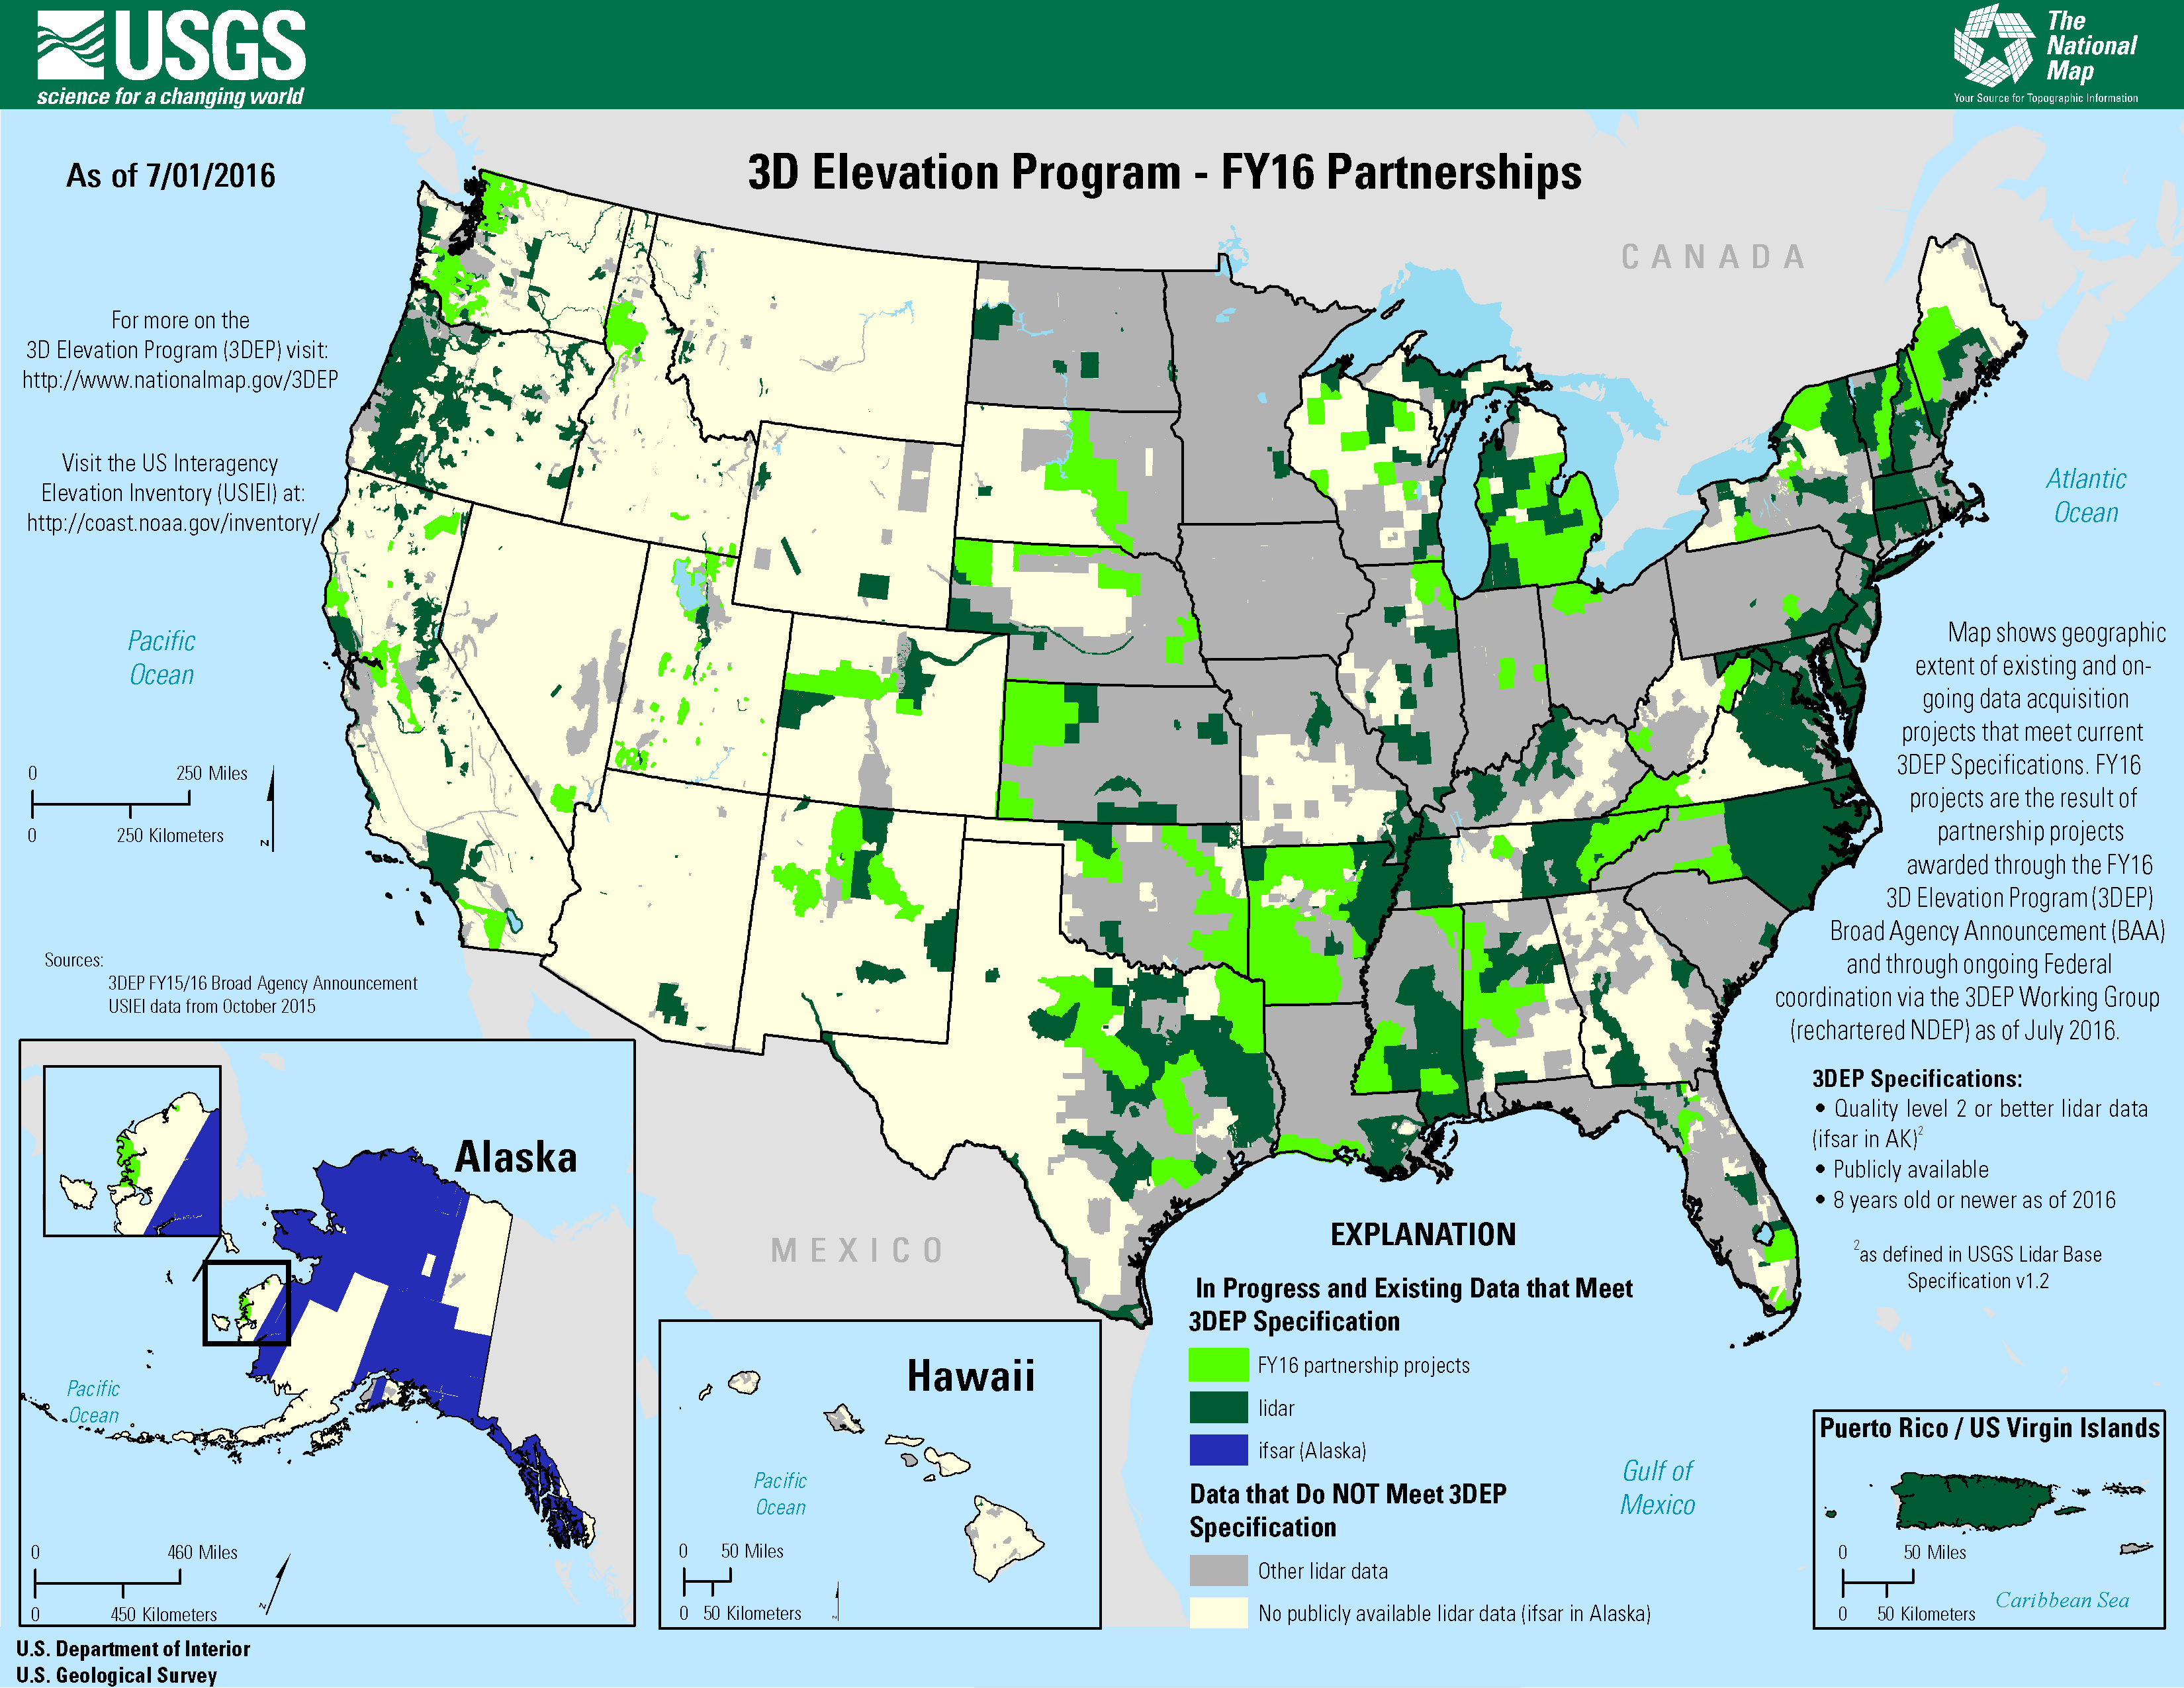 USGS
science for a changing world
The
National
Map
Your Source for Topographic Information
As of 7/01/2016
3D Elevation Program - FY16 Partnerships
CANADA
For more on the
3D Elevation Program (3DEP) visit:
http://www.nationalmap.gov/3DEP
Visit the US Interagency
Elevation Inventory (USIEI) at:
http://coast.noaa.gov/inventory/
Atlantic
Ocean
Pacific
Ocean
Map shows geographic
extent of existing and on-
going data acquisition
projects that meet current
3DEP Specifications. FY16
projects are the result of
partnership projects
awarded through the FY16
3D Elevation Program (3DEP)
Broad Agency Announcement (BAA)
and through ongoing Federal
coordination via the 3DEP Working Group
(rechartered NDEP) as of July 2016.
0 250 Miles
0 250 Kilometers
N
Sources:
3DEP FY15/16 Broad Agency Announcement
USIEI data from October 2015
3DEP Specifications:
• Quality level 2 or better lidar data
(ifsar in AK)2
• Publicly available
• 8 years old or newer as of 2016
2as defined in USGS Lidar Base
Specification v1.2
MEXICO
Alaska
Pacific
Ocean
0 460 Miles
0 450 Kilometers
N
Hawaii
Pacific
Ocean
0 50 Miles
0 50 Kilometers
N
EXPLANATION
In Progress and Existing Data that Meet
3DEP Specification
FY16 partnership projects
lidar
ifsar (Alaska)
Data that Do NOT Meet 3DEP
Specification
Other lidar data
No publicly available lidar data (ifsar in Alaska)
Gulf of
Mexico
Puerto Rico / US Virgin Islands
0 50 Miles
0 50 Kilometers
Caribbean Sea
U.S. Department of Interior
U.S. Geological Survey